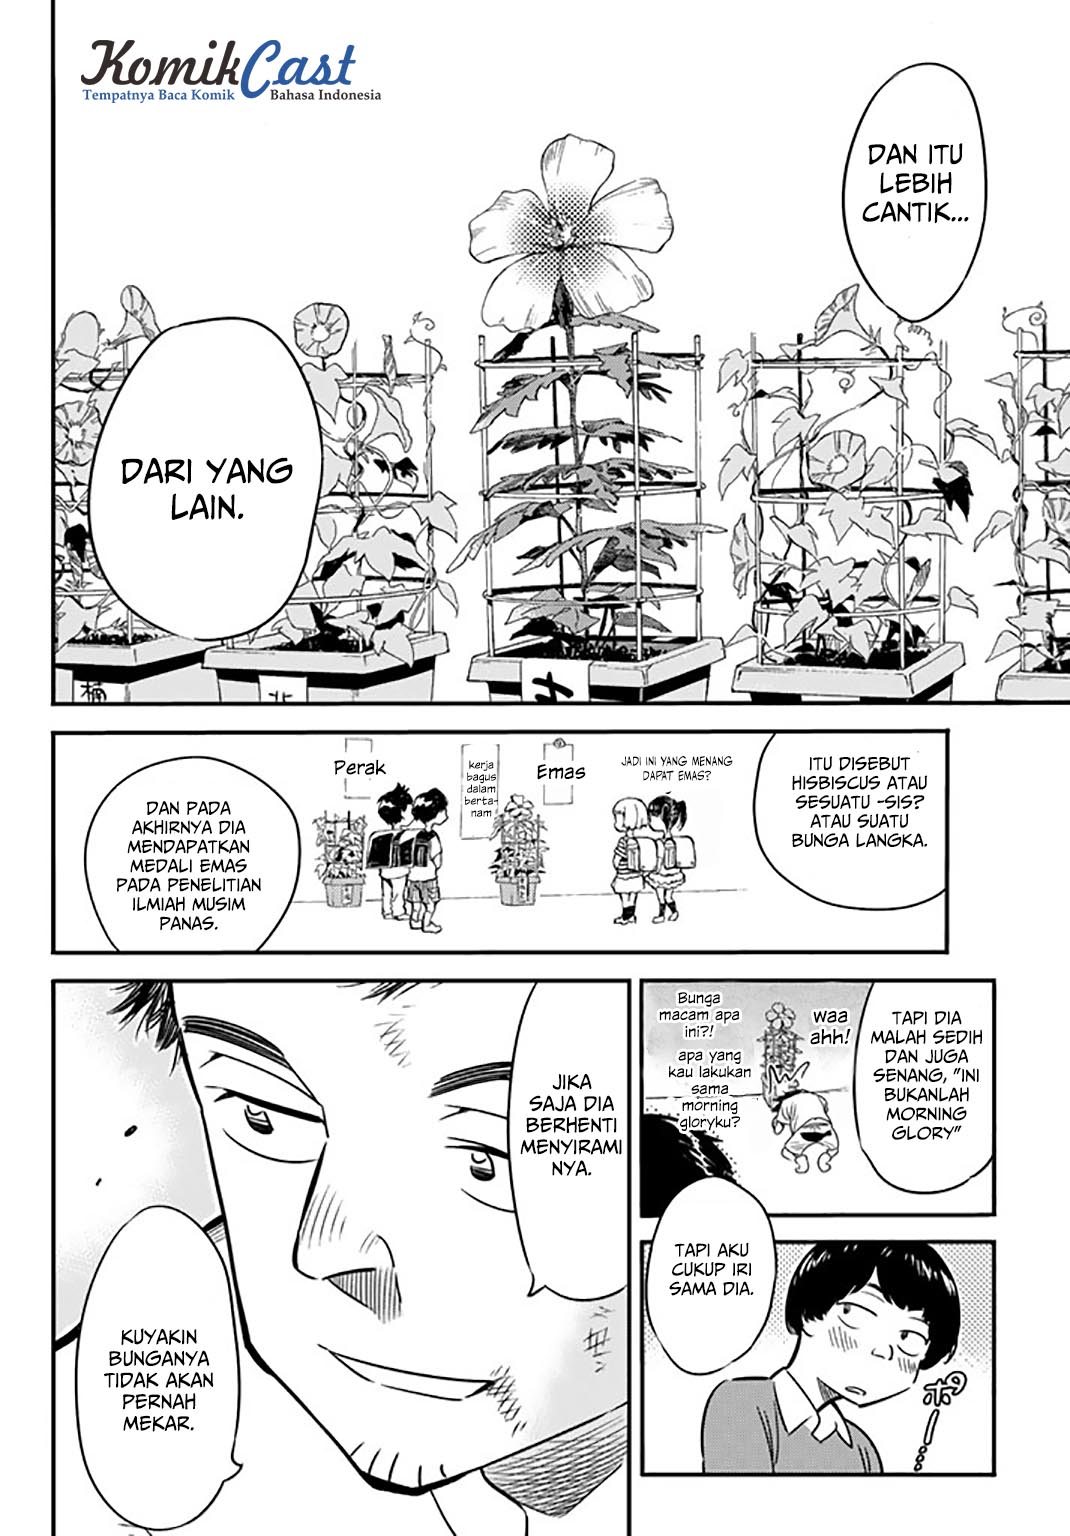 KomikCast
Tempatnya Baca Komik Bahasa Indonesia
DAN ITU
LEBIH
CANTIK...
DARI YANG
LAIN.
楠
北
ITU DISEBUT
HISBISCUS ATAU
SESUATU -SIS?
ATAU SUATU
BUNGA LANGKA.
JADI INI YANG MENANG
DAPAT EMAS?
Emas
kerja
bagus
dalam
berta-
nam
Perak
DAN PADA
AKHIRNYA DIA
MENDAPATKAN
MEDALI EMAS
PADA PENELITIAN
ILMIAH MUSIM
PANAS.
TAPI DIA
MALAH SEDIH
DAN JUGA
SENANG, "INI
BUKANLAH
MORNING
GLORY"
waa
ahh!
Bunga
macam apa
ini?!
apa yang
kau lakukan
sama
morning
gloryku?
TAPI AKU
CUKUP IRI
SAMA DIA.
ポー…
JIKA
SAJA DIA
BERHENTI
MENYIRAMI
NYA.
KUYAKIN
BUNGANYA
TIDAK AKAN
PERNAH
MEKAR.